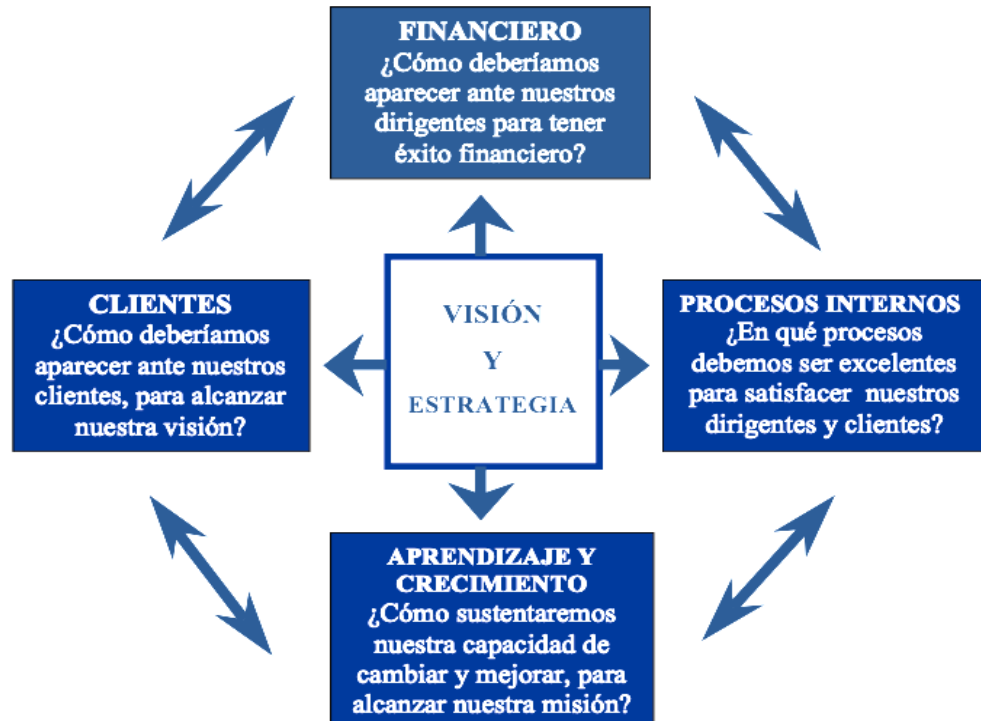 FINANCIERO
¿Cómo deberíamos
aparecer ante nuestros
dirigentes para tener
éxito financiero?
CLIENTES
¿Cómo deberíamos
aparecer ante nuestros
clientes, para alcanzar
nuestra visión?
VISIÓN
Y
ESTRATEGIA
PROCESOS INTERNOS
¿En qué procesos
debemos ser excelentes
para satisfacer nuestros
dirigentes y clientes?
APRENDIZAJE Y
CRECIMIENTO
¿Cómo sustentaremos
nuestra capacidad de
cambiar y mejorar, para
alcanzar nuestra misión?